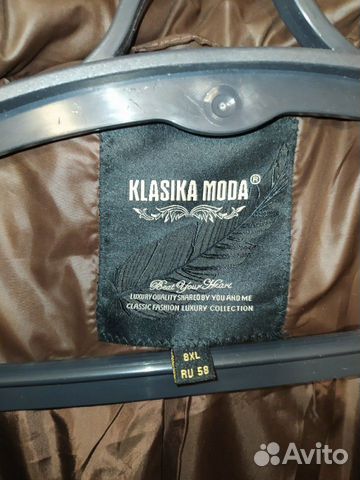 KLASIKA MODA®
Beat Your Heart
LUXURY QUALITY SHARED BY YOU AND ME
CLASSIC FASHION LUXURY COLLECTION
8XL
RU 58
Avito